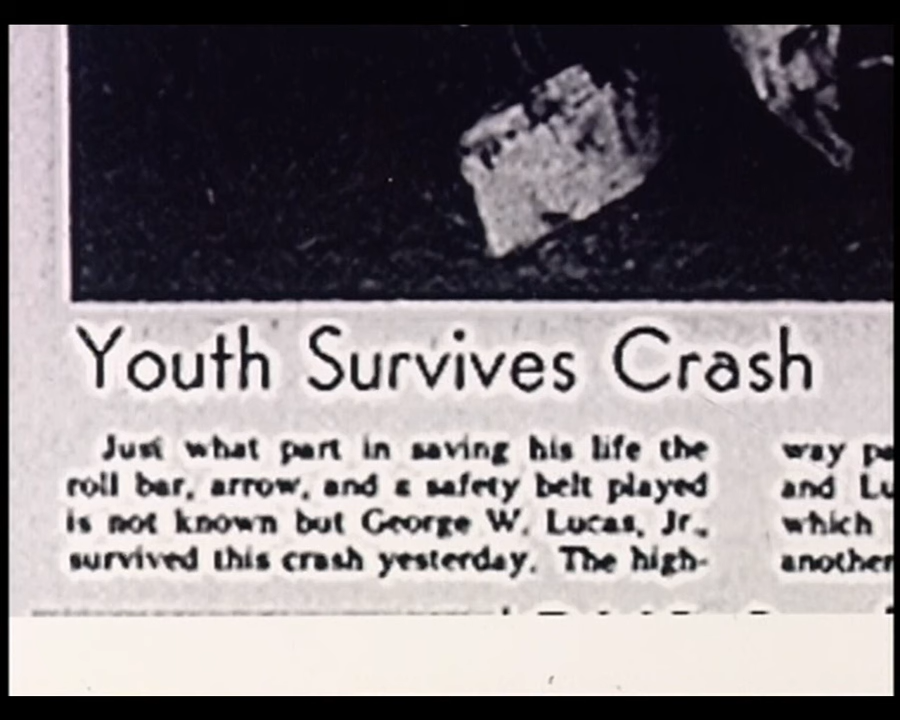 Youth Survives Crash
Just what part in saving his life the
roll bar, arrow, and a safety belt played
is not known but George W. Lucas, Jr.,
survived this crash yesterday. The high-
way
and
which
another